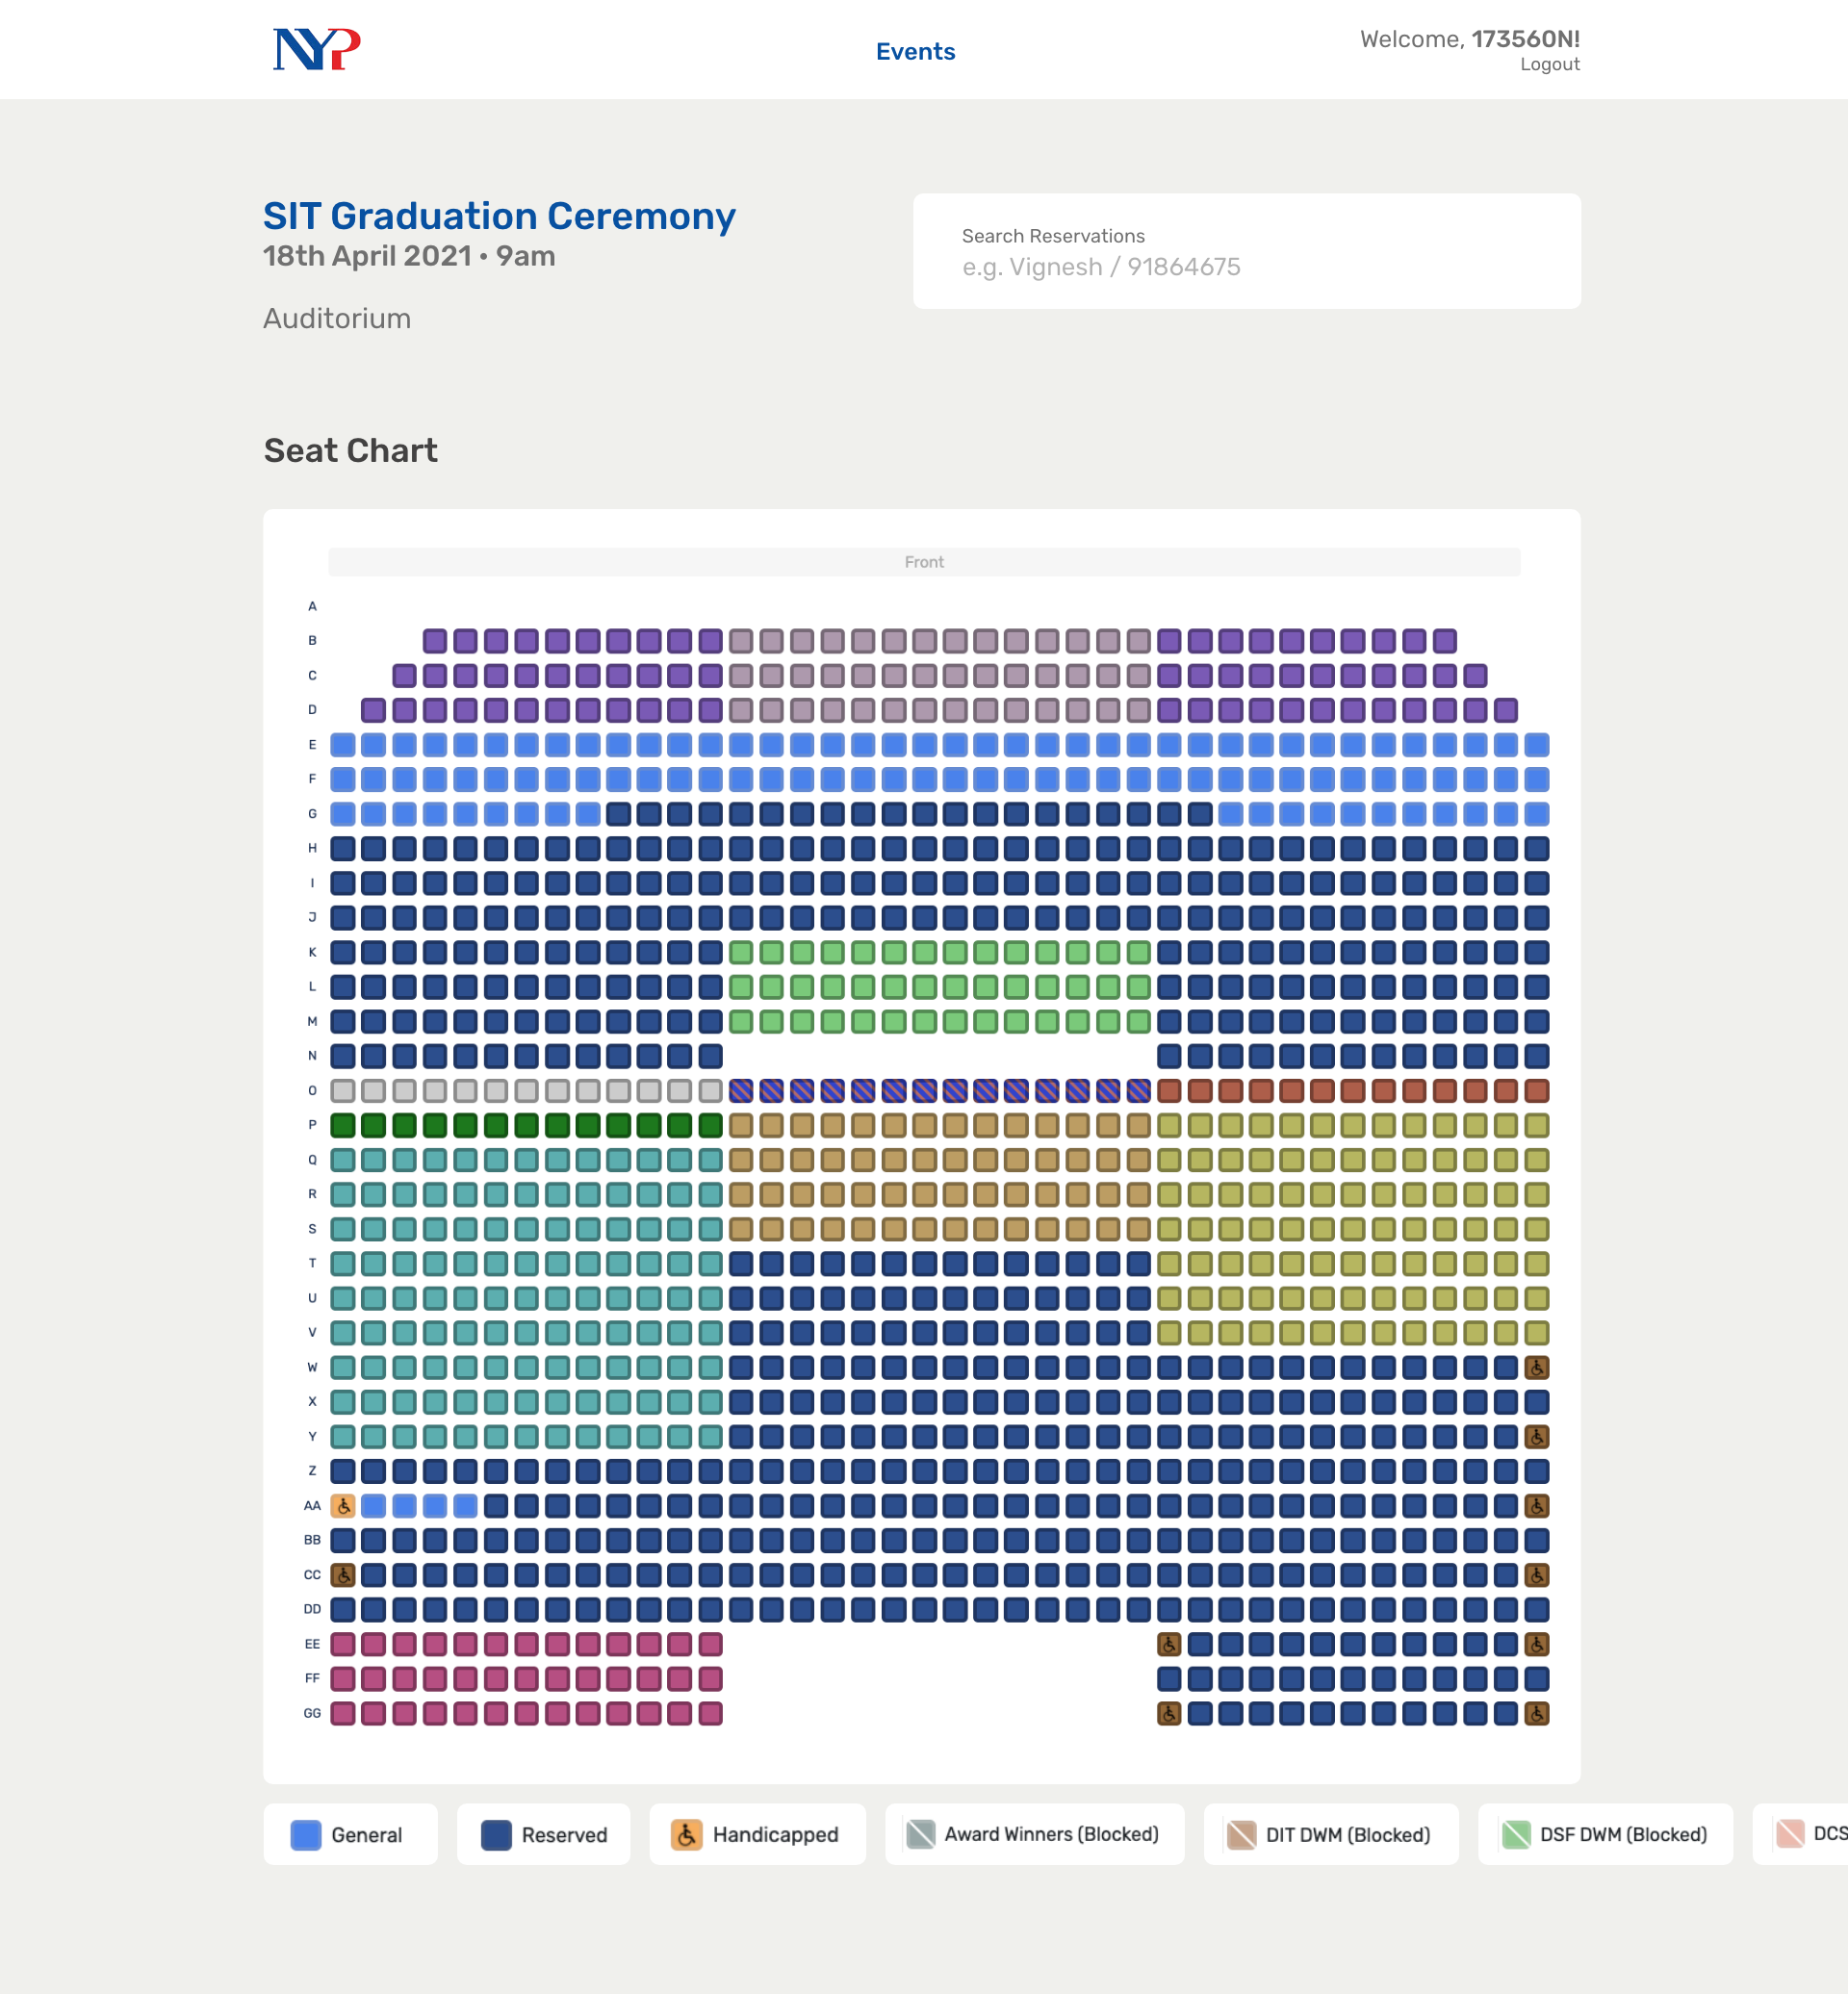 NYP
Events
Welcome, 173560N!
Logout
SIT Graduation Ceremony
18th April 2021 • 9am
Auditorium
Search Reservations
e.g. Vignesh / 91864675
Seat Chart
Front
A
B
C
D
E
F
G
H
I
J
K
L
M
N
O
P
Q
R
S
T
U
V
W
X
Y
Z
AA
BB
CC
DD
EE
FF
GG
General
Reserved
Handicapped
Award Winners (Blocked)
DIT DWM (Blocked)
DSF DWM (Blocked)
DCS